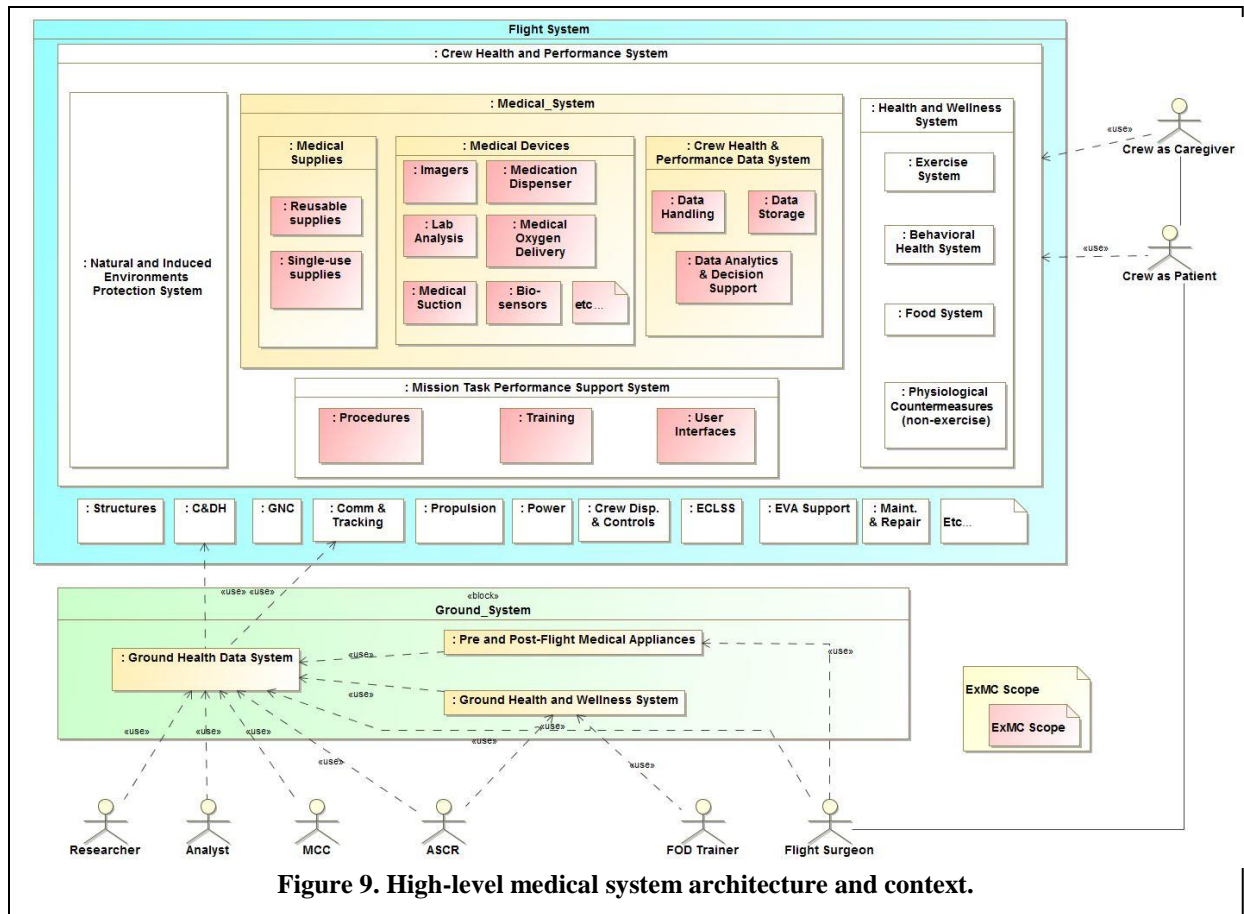 Flight System
: Crew Health and Performance System
: Natural and Induced
Environments
Protection System
: Medical_System
: Medical
Supplies
: Reusable
supplies
: Single-use
supplies
: Medical Devices
: Imagers
: Medication
Dispenser
: Lab
Analysis
: Medical
Oxygen
Delivery
: Medical
Suction
: Bio-
sensors
etc...
: Crew Health &
Performance Data System
: Data
Handling
: Data
Storage
: Data Analytics
& Decision
Support
: Health and Wellness
System
: Exercise
System
: Behavioral
Health System
: Food System
: Physiological
Countermeasures
(non-exercise)
: Mission Task Performance Support System
: Procedures
: Training
: User
Interfaces
: Structures
: C&DH
: GNC
: Comm &
Tracking
: Propulsion
: Power
: Crew Disp.
& Controls
: ECLSS
: EVA Support
: Maint.
& Repair
Etc...
«use»
Crew as Caregiver
«use»
Crew as Patient
«use» «use»
«block»
Ground_System
: Ground Health Data System
: Pre and Post-Flight Medical Appliances
: Ground Health and Wellness System
«use»
«use»
«use»
«use»
«use»
«use»
«use»
«use»
«use»
«use»
«use»
ExMC Scope
ExMC Scope
Researcher
Analyst
MCC
ASCR
FOD Trainer
Flight Surgeon
Figure 9. High-level medical system architecture and context.